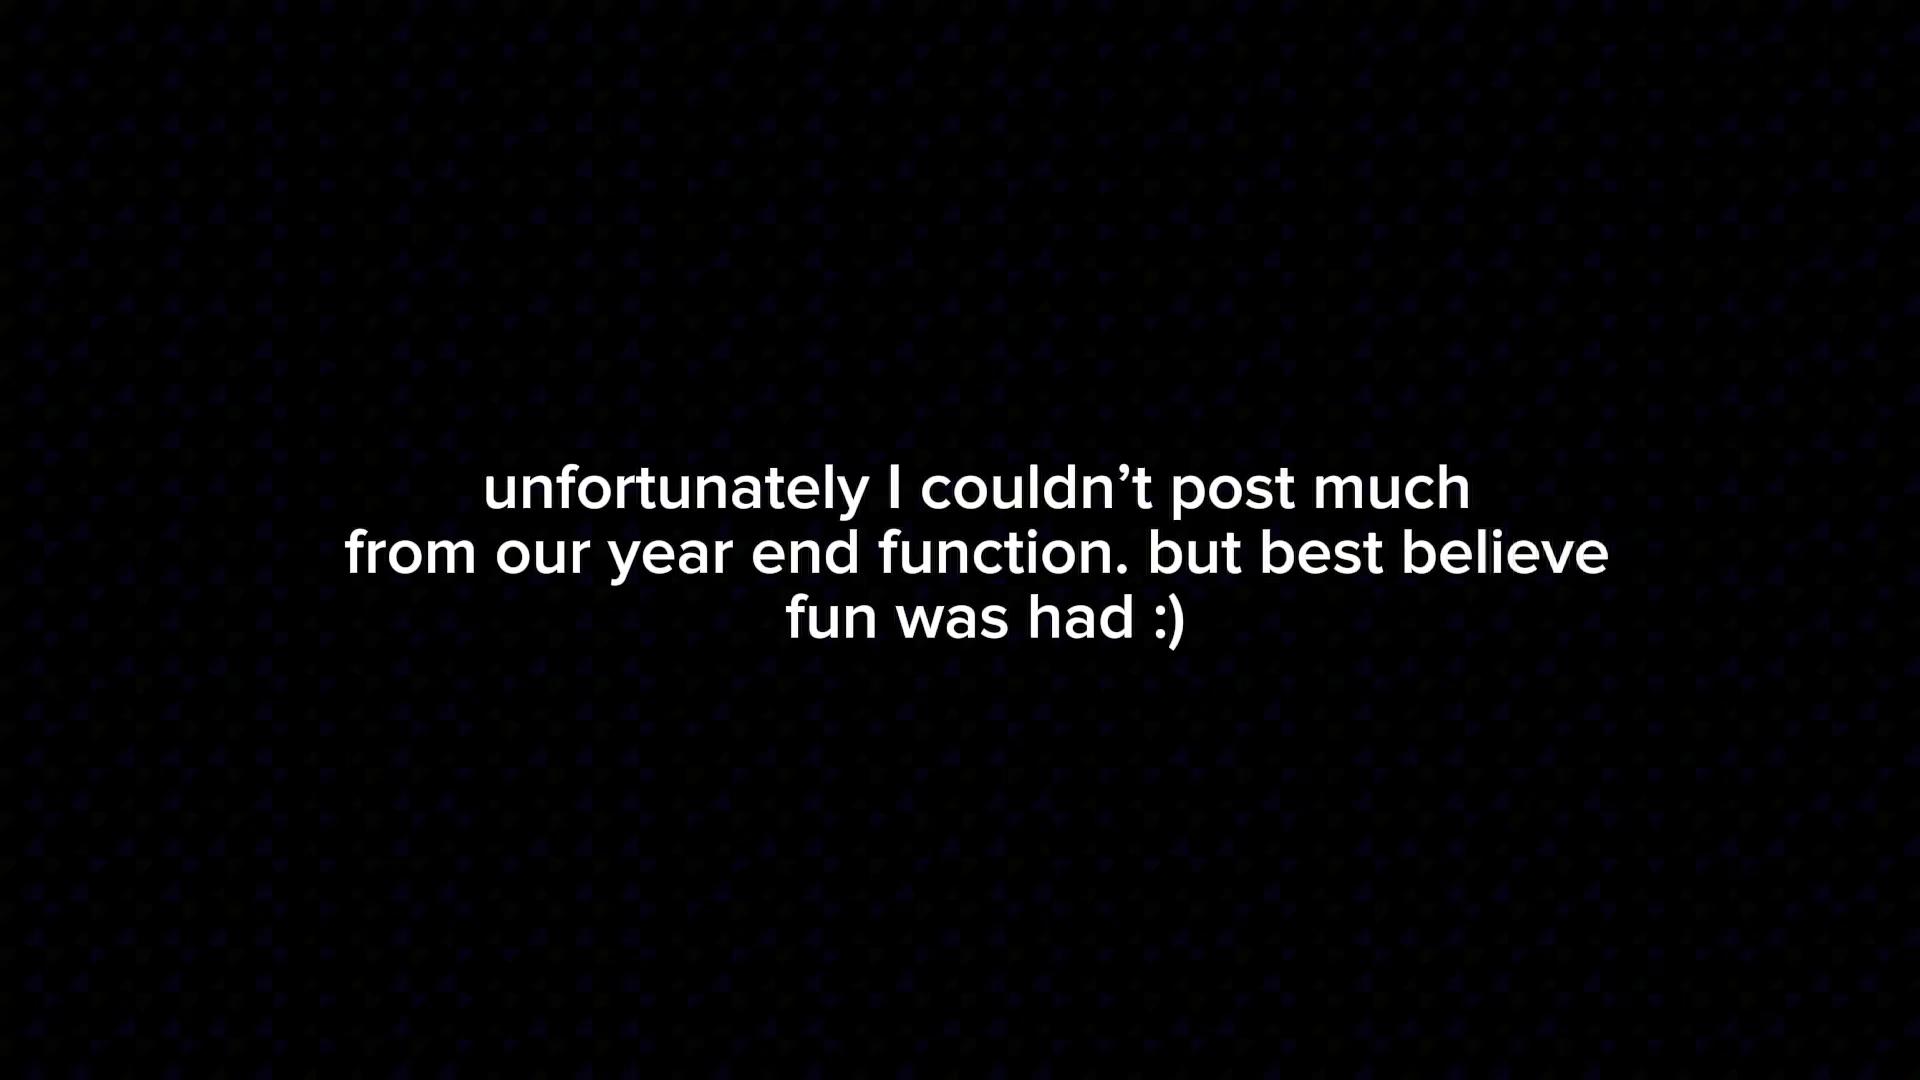 unfortunately I couldn’t post much
from our year end function. but best believe
fun was had :)